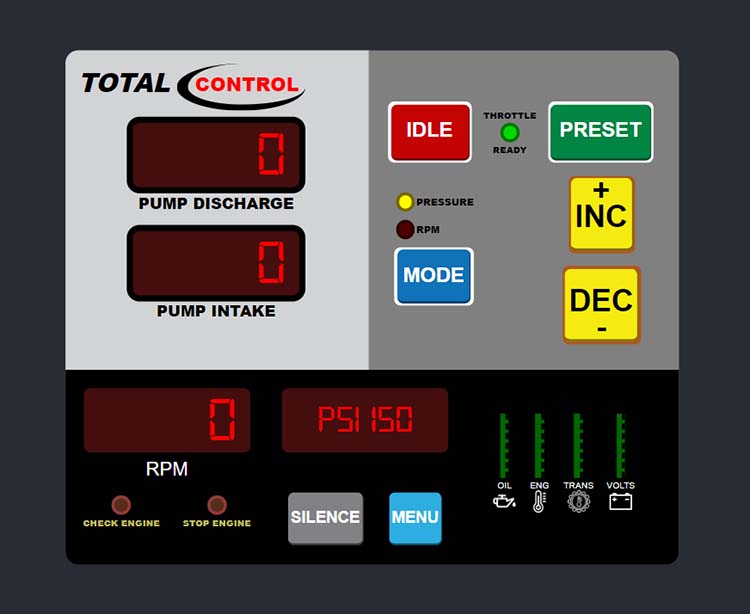 TOTAL CONTROL
0
PUMP DISCHARGE
0
PUMP INTAKE
IDLE
THROTTLE
READY
PRESET
PRESSURE
RPM
MODE
+
INC
DEC
-
0
RPM
PSI 150
CHECK ENGINE
STOP ENGINE
SILENCE
MENU
OIL
ENG
TRANS
VOLTS